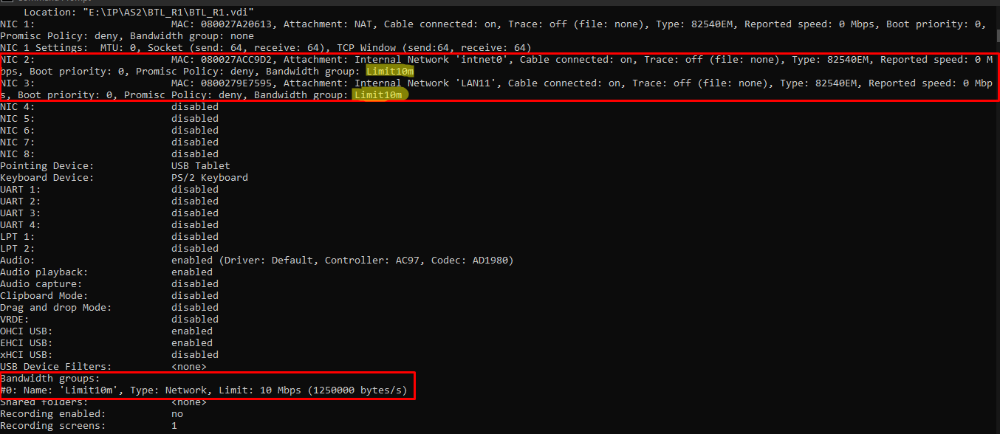 Location: "E:\IP\AS2\BTL_R1\BTL_R1.vdi"
NIC 1: MAC: 080027A20613, Attachment: NAT, Cable connected: on, Trace: off (file: none), Type: 82540EM, Reported speed: 0 Mbps, Boot priority: 0,
Promisc Policy: deny, Bandwidth group: none
NIC 1 Settings: MTU: 0, Socket (send: 64, receive: 64), TCP Window (send:64, receive: 64)
NIC 2: MAC: 080027ACC9D2, Attachment: Internal Network 'intnet0', Cable connected: on, Trace: off (file: none), Type: 82540EM, Reported speed: 0 M
bps, Boot priority: 0, Promisc Policy: deny, Bandwidth group: Limit10m
NIC 3: MAC: 0800279E7595, Attachment: Internal Network 'LAN11', Cable connected: on, Trace: off (file: none), Type: 82540EM, Reported speed: 0 Mbp
s, Boot priority: 0, Promisc Policy: deny, Bandwidth group: Limit10m
NIC 4: disabled
NIC 5: disabled
NIC 6: disabled
NIC 7: disabled
NIC 8: disabled
Pointing Device: USB Tablet
Keyboard Device: PS/2 Keyboard
UART 1: disabled
UART 2: disabled
UART 3: disabled
UART 4: disabled
LPT 1: disabled
LPT 2: disabled
Audio: enabled (Driver: Default, Controller: AC97, Codec: AD1980)
Audio playback: enabled
Audio capture: disabled
Clipboard Mode: disabled
Drag and drop Mode: disabled
VRDE: disabled
OHCI USB: enabled
EHCI USB: enabled
xHCI USB: disabled
USB Device Filters: <none>
Bandwidth groups:
#0: Name: 'Limit10m', Type: Network, Limit: 10 Mbps (1250000 bytes/s)
Shared folders: <none>
Recording enabled: no
Recording screens: 1